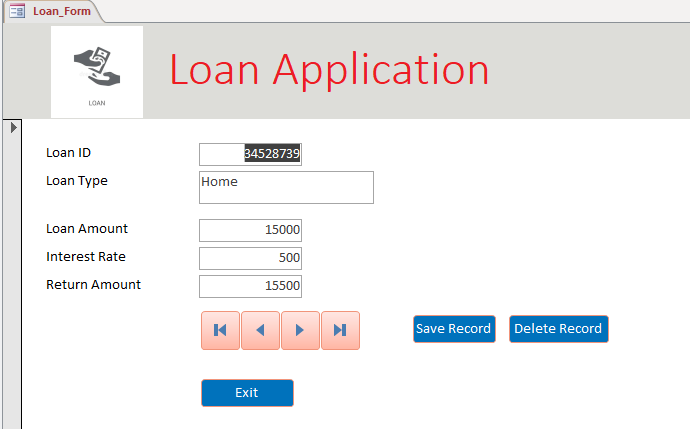 Loan_Form
LOAN
Loan Application
Loan ID 34528739
Loan Type Home
Loan Amount 15000
Interest Rate 500
Return Amount 15500
Save Record Delete Record
Exit